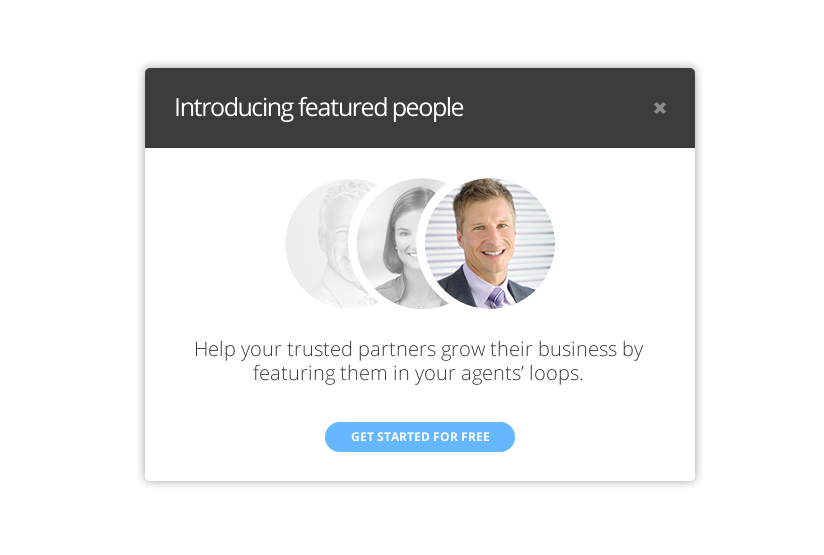 Introducing featured people
Help your trusted partners grow their business by
featuring them in your agents’ loops.
GET STARTED FOR FREE